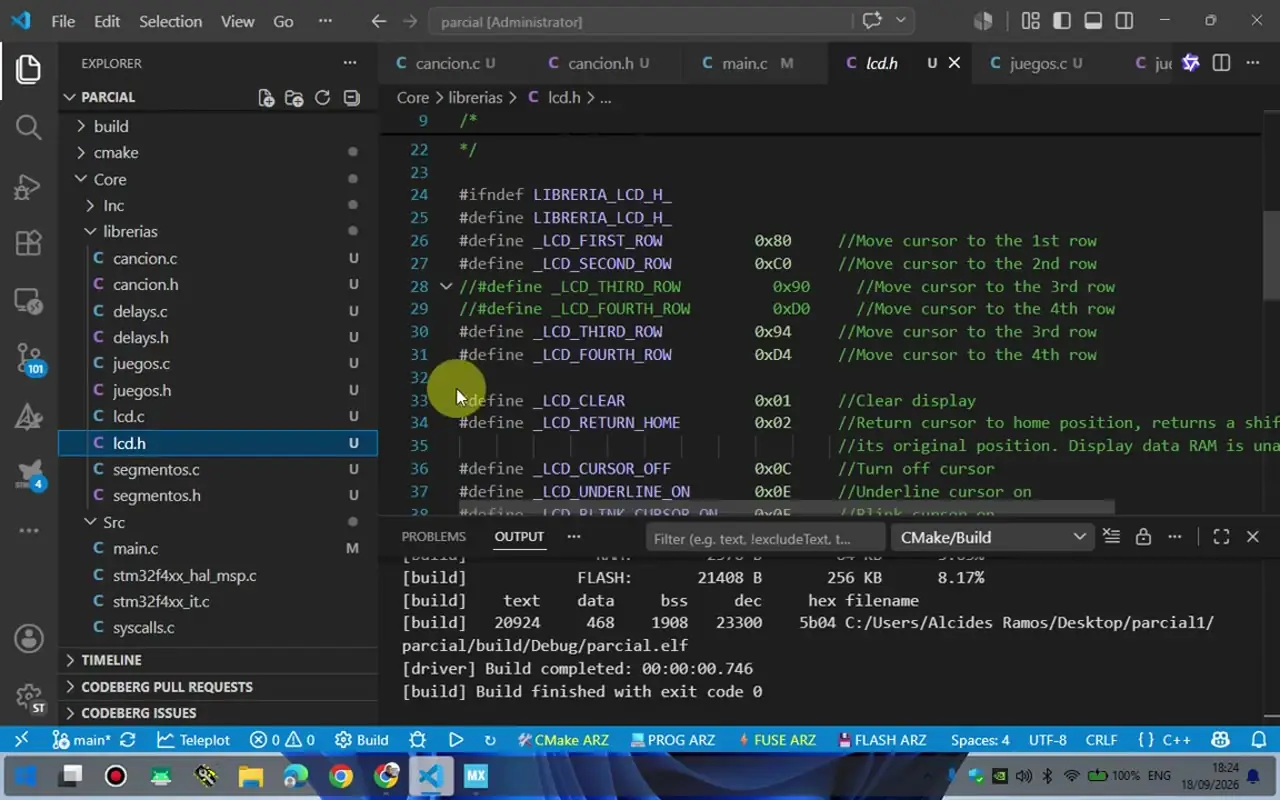 File Edit Selection View Go ··· parcial [Administrator]
EXPLORER ···
cancion.c U cancion.h U main.c M lcd.h U juegos.c U
PARCIAL
Core > librerias > C lcd.h > ...
build
cmake
Core
Inc
librerias
cancion.c U
cancion.h U
delays.c U
delays.h U
juegos.c U
juegos.h U
lcd.c U
lcd.h U
segmentos.c U
segmentos.h U
Src
main.c M
stm32f4xx_hal_msp.c
stm32f4xx_it.c
syscalls.c
TIMELINE
CODEBERG PULL REQUESTS
CODEBERG ISSUES
101
4
ST
9 /*
22 */
23
24 #ifndef LIBRERIA_LCD_H_
25 #define LIBRERIA_LCD_H_
26 #define _LCD_FIRST_ROW 0x80 //Move cursor to the 1st row
27 #define _LCD_SECOND_ROW 0xC0 //Move cursor to the 2nd row
28 //#define _LCD_THIRD_ROW 0x90 //Move cursor to the 3rd row
29 //#define _LCD_FOURTH_ROW 0xD0 //Move cursor to the 4th row
30 #define _LCD_THIRD_ROW 0x94 //Move cursor to the 3rd row
31 #define _LCD_FOURTH_ROW 0xD4 //Move cursor to the 4th row
32
33 #define _LCD_CLEAR 0x01 //Clear display
34 #define _LCD_RETURN_HOME 0x02 //Return cursor to home position, returns a shif
35 //its original position. Display data RAM is una
36 #define _LCD_CURSOR_OFF 0x0C //Turn off cursor
37 #define _LCD_UNDERLINE_ON 0x0E //Underline cursor on
PROBLEMS OUTPUT ··· Filter (e.g. text, !excludeText, t... CMake/Build
[build] FLASH: 21408 B 256 KB 8.17%
[build] text data bss dec hex filename
[build] 20924 468 1908 23300 5b04 C:/Users/Alcides Ramos/Desktop/parcial1/
parcial/build/Debug/parcial.elf
[driver] Build completed: 00:00:00.746
[build] Build finished with exit code 0
main* Teleplot 0 0 Build CMake ARZ PROG ARZ FUSE ARZ FLASH ARZ Spaces: 4 UTF-8 CRLF {} C++
MX 100% ENG 18:24
18/09/2026